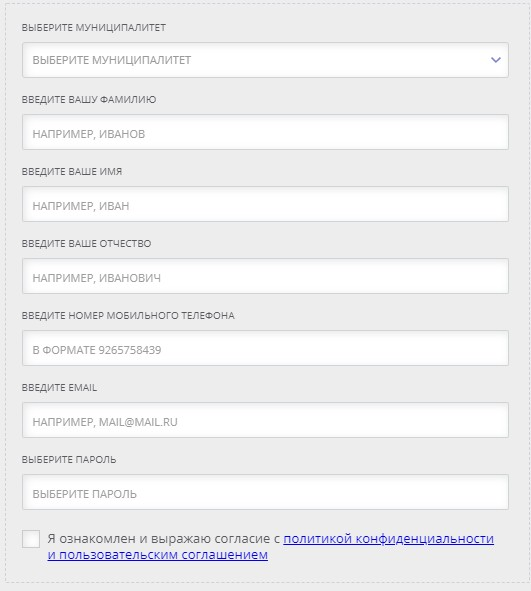 ВЫБЕРИТЕ МУНИЦИПАЛИТЕТ
ВЫБЕРИТЕ МУНИЦИПАЛИТЕТ
ВВЕДИТЕ ВАШУ ФАМИЛИЮ
НАПРИМЕР, ИВАНОВ
ВВЕДИТЕ ВАШЕ ИМЯ
НАПРИМЕР, ИВАН
ВВЕДИТЕ ВАШЕ ОТЧЕСТВО
НАПРИМЕР, ИВАНОВИЧ
ВВЕДИТЕ НОМЕР МОБИЛЬНОГО ТЕЛЕФОНА
В ФОРМАТЕ 9265758439
ВВЕДИТЕ EMAIL
НАПРИМЕР, MAIL@MAIL.RU
ВЫБЕРИТЕ ПАРОЛЬ
ВЫБЕРИТЕ ПАРОЛЬ
Я ознакомлен и выражаю согласие с политикой конфиденциальности
и пользовательским соглашением